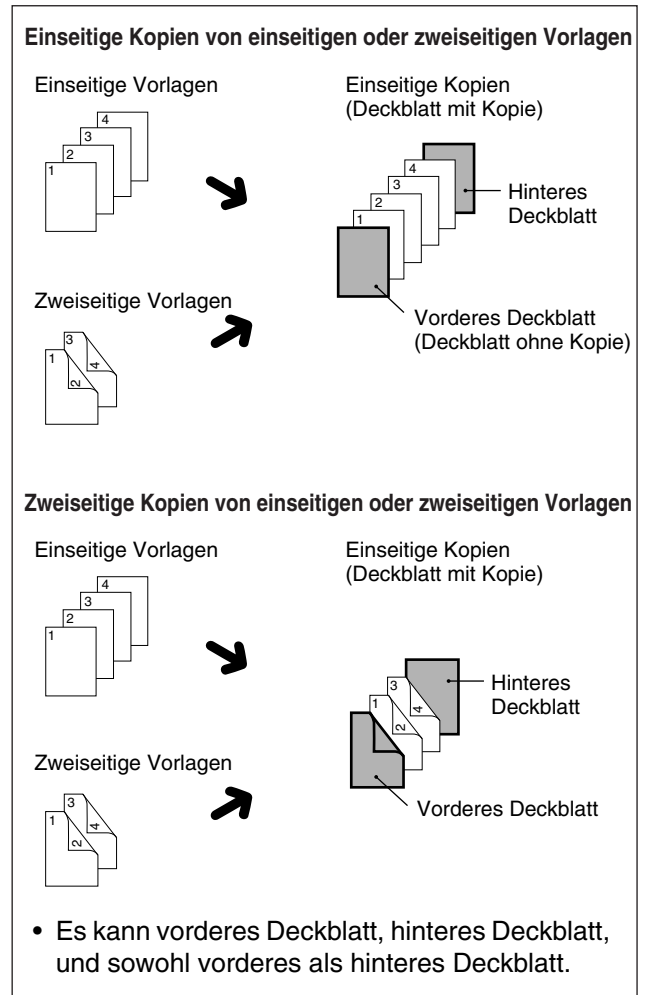 Einseitige Kopien von einseitigen oder zweiseitigen Vorlagen
Einseitige Vorlagen
1
2
3
4
Einseitige Kopien
(Deckblatt mit Kopie)
1
2
3
4
Hinteres
Deckblatt
Zweiseitige Vorlagen
1
2
3
4
Vorderes Deckblatt
(Deckblatt ohne Kopie)
Zweiseitige Kopien von einseitigen oder zweiseitigen Vorlagen
Einseitige Vorlagen
1
2
3
4
Einseitige Kopien
(Deckblatt mit Kopie)
1
2
3
4
Hinteres
Deckblatt
Zweiseitige Vorlagen
1
2
3
4
Vorderes Deckblatt
• Es kann vorderes Deckblatt, hinteres Deckblatt,
und sowohl vorderes als hinteres Deckblatt.